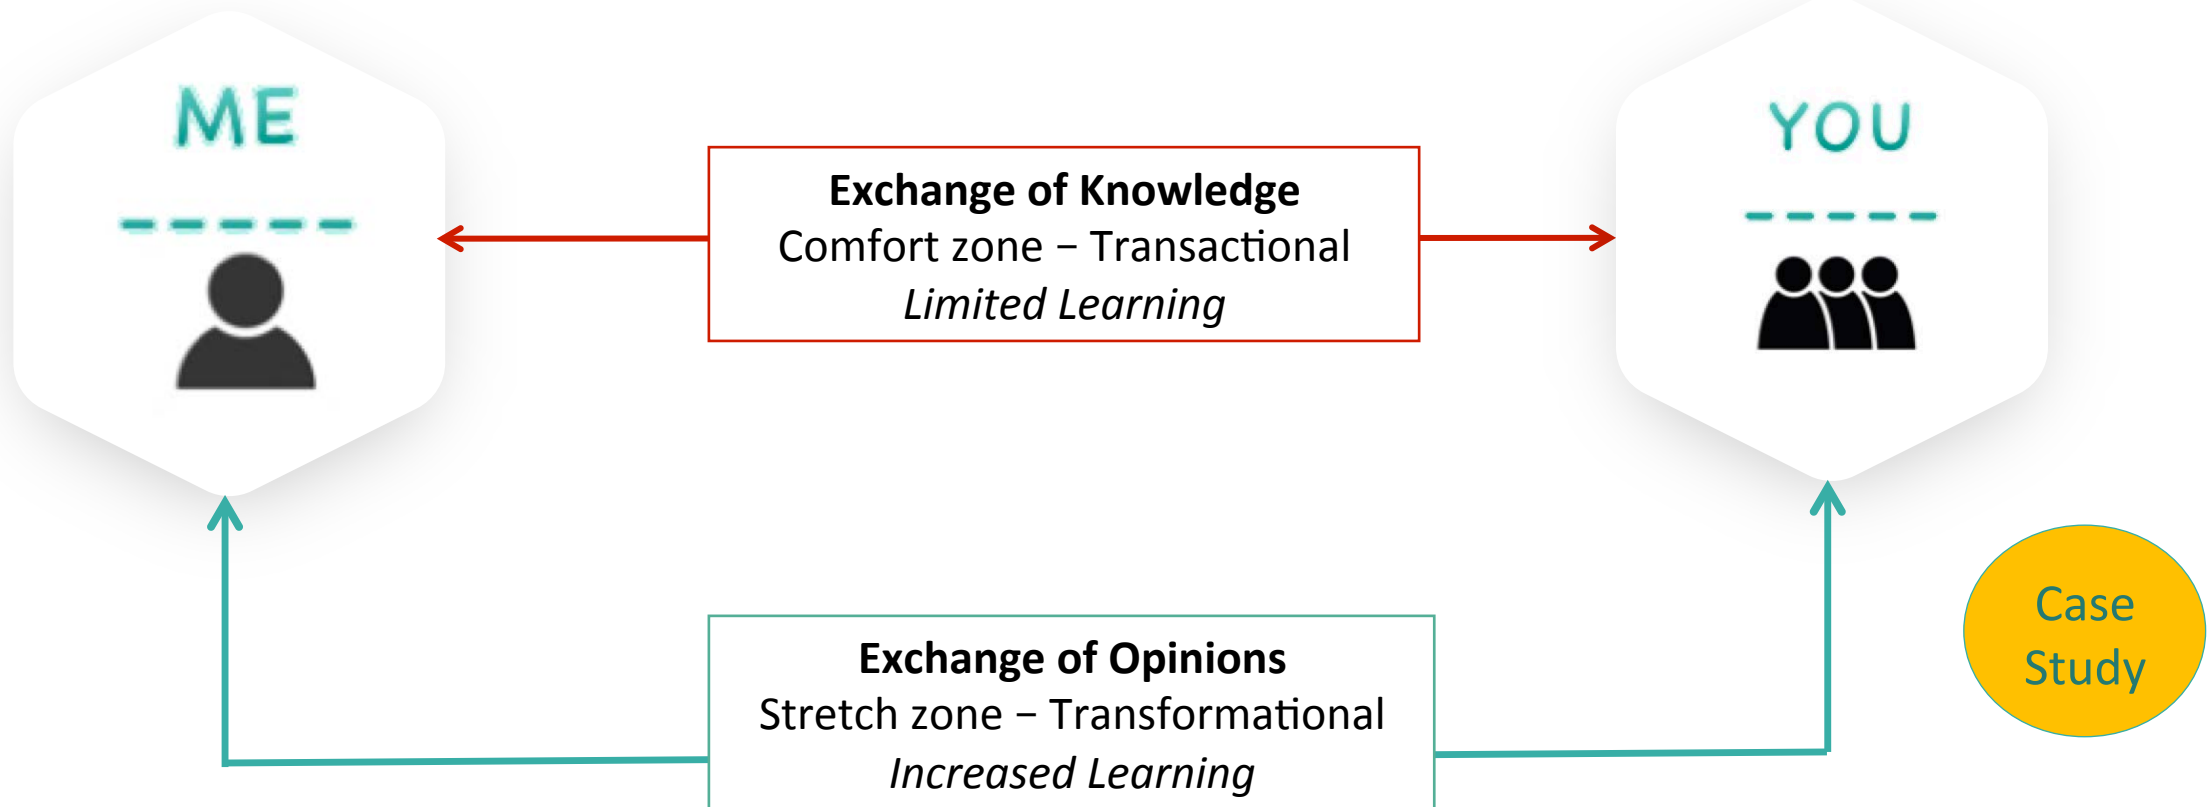 ME
YOU
Exchange of Knowledge
Comfort zone – Transactional
Limited Learning
Case
Study
Exchange of Opinions
Stretch zone – Transformational
Increased Learning